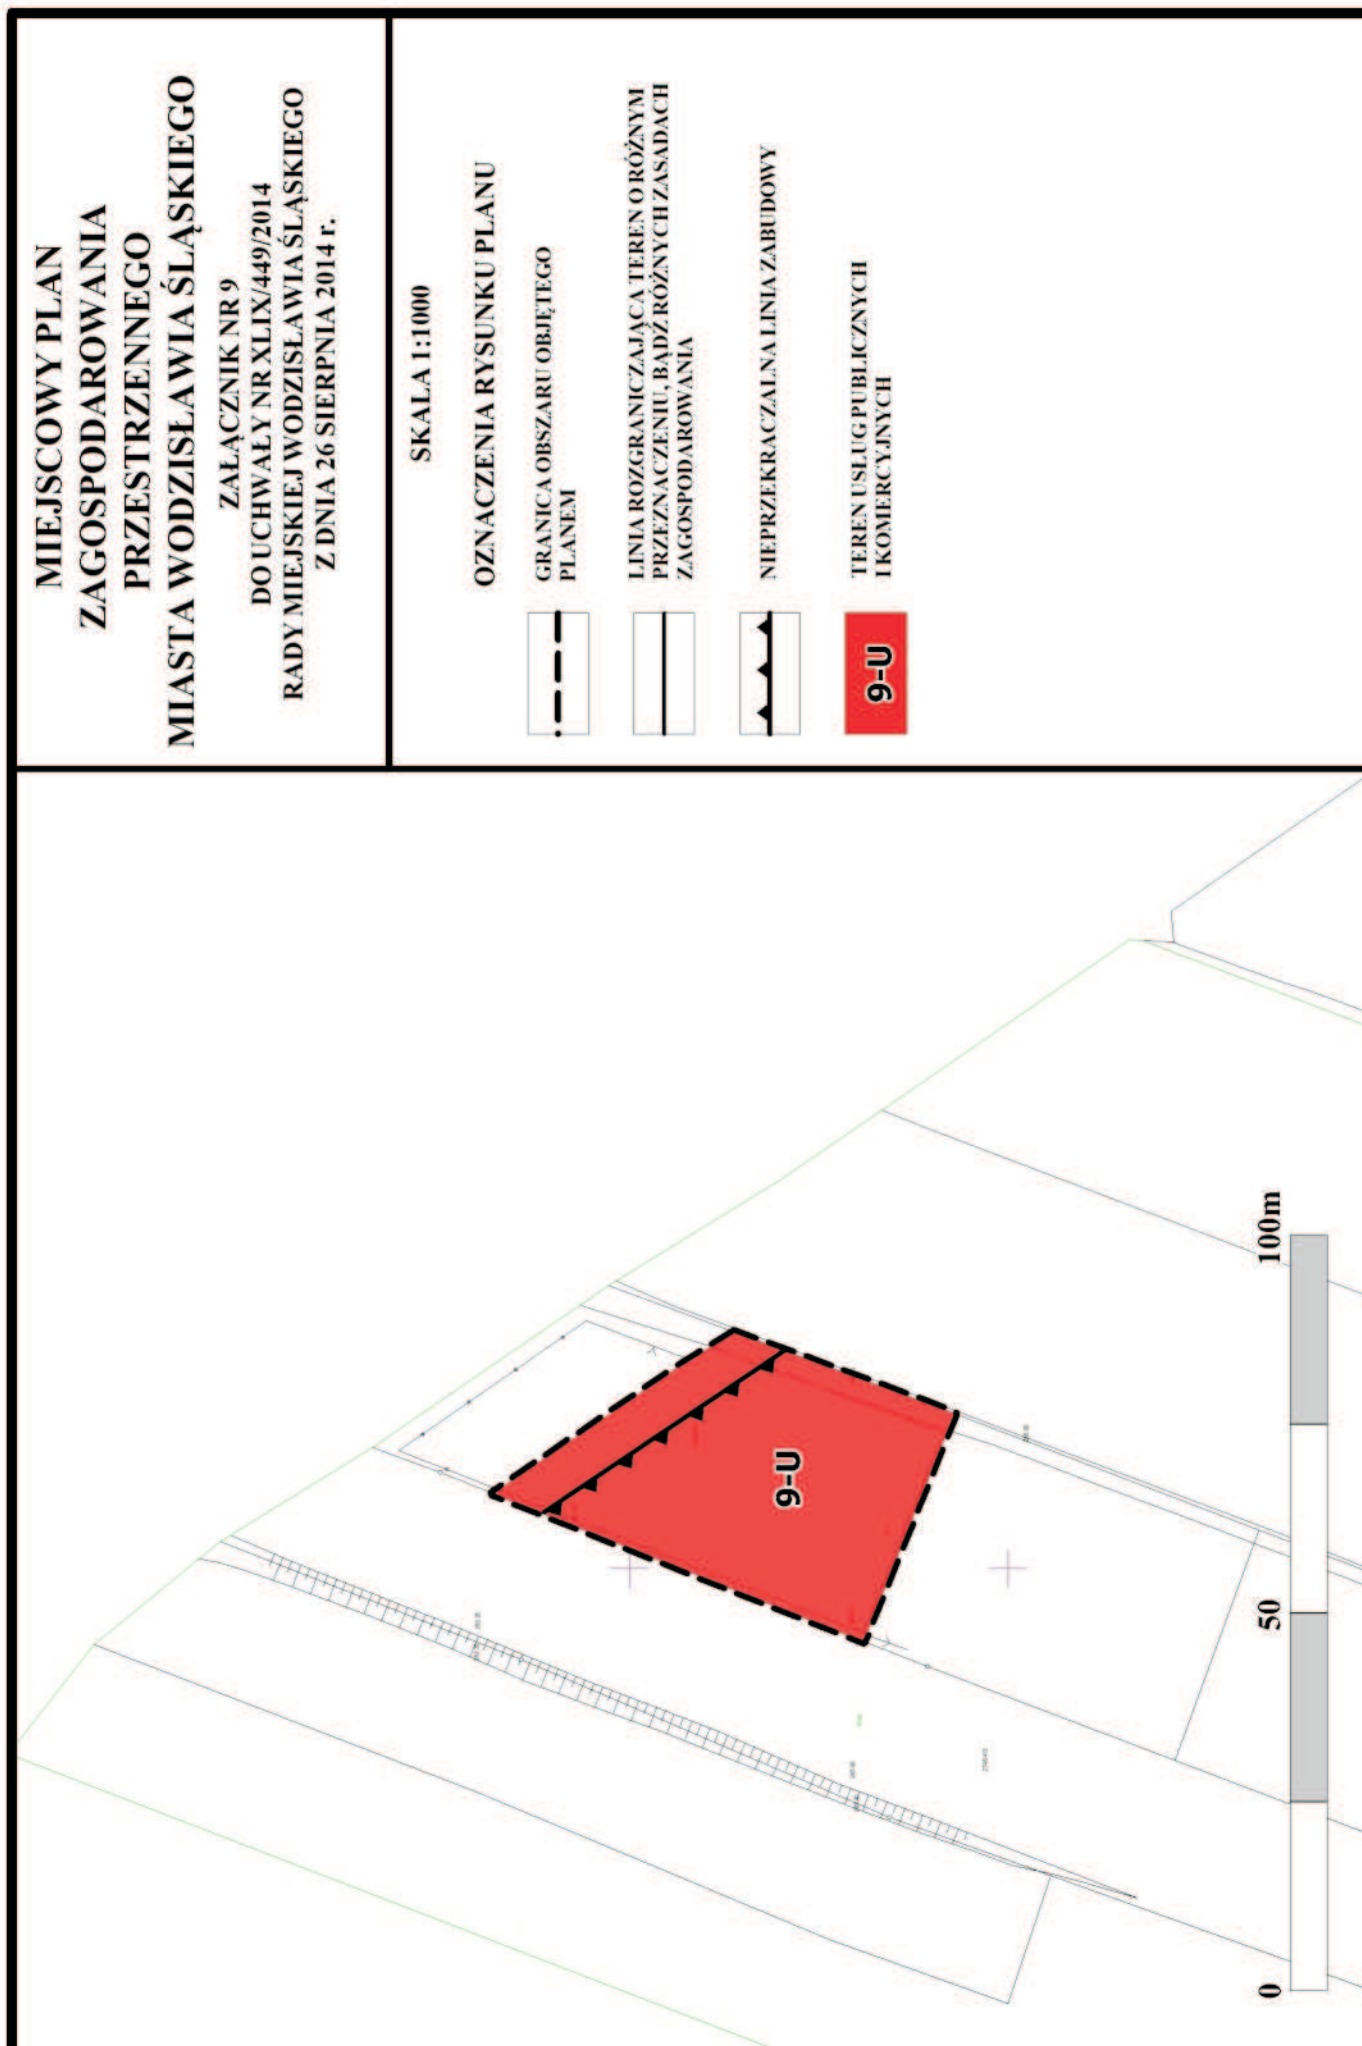 MIEJSCOWY PLAN
ZAGOSPODAROWANIA
PRZESTRZENNEGO
MIASTA WODZISŁAWIA ŚLĄSKIEGO
ZAŁĄCZNIK NR 9
DO UCHWAŁY NR XLIX/449/2014
RADY MIEJSKIEJ WODZISŁAWIA ŚLĄSKIEGO
Z DNIA 26 SIERPNIA 2014 r.
SKALA 1:1000
OZNACZENIA RYSUNKU PLANU
GRANICA OBSZARU OBJĘTEGO
PLANEM
LINIA ROZGRANICZAJĄCA TEREN O RÓŻNYM
PRZEZNACZENIU, BĄDŹ RÓŻNYCH ZASADACH
ZAGOSPODAROWANIA
NIEPRZEKRACZALNA LINIA ZABUDOWY
9-U
TEREN USŁUG PUBLICZNYCH
I KOMERCYJNYCH
9-U
0 50 100m